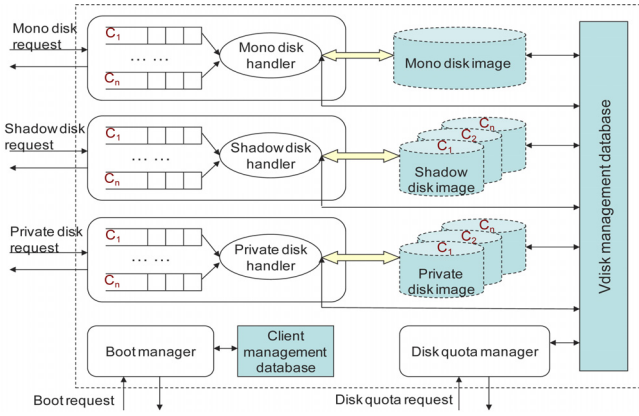 Mono disk
request
C1
... ...
Cn
Mono disk
handler
Mono disk image
Shadow disk
request
C1
... ...
Cn
Shadow disk
handler
Cn
C2
C1
Shadow
disk image
Private disk
request
C1
... ...
Cn
Private disk
handler
Cn
C2
C1
Private
disk image
Vdisk management database
Boot manager
Client
management
database
Disk quota manager
Boot request
Disk quota request